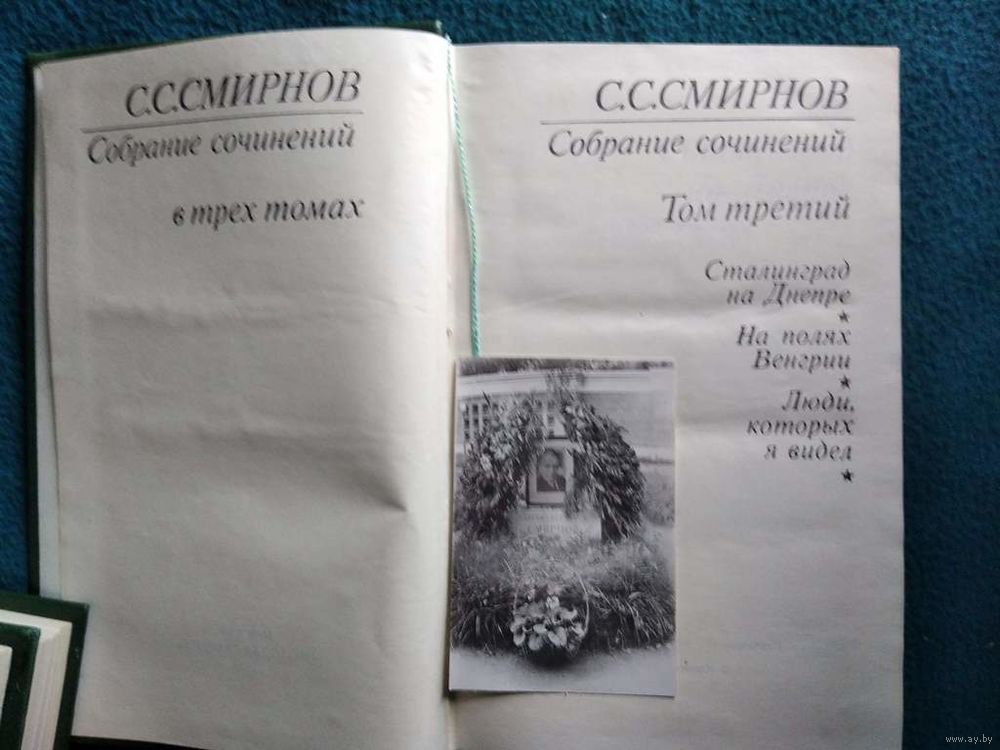 С.С.СМИРНОВ
Собрание сочинений
в трех томах
С.С.СМИРНОВ
Собрание сочинений
Том третий
Сталинград
на Днепре
★
На полях
Венгрии
★
Люди,
которых
я видел
★
СМИРНОВ
www.ay.by